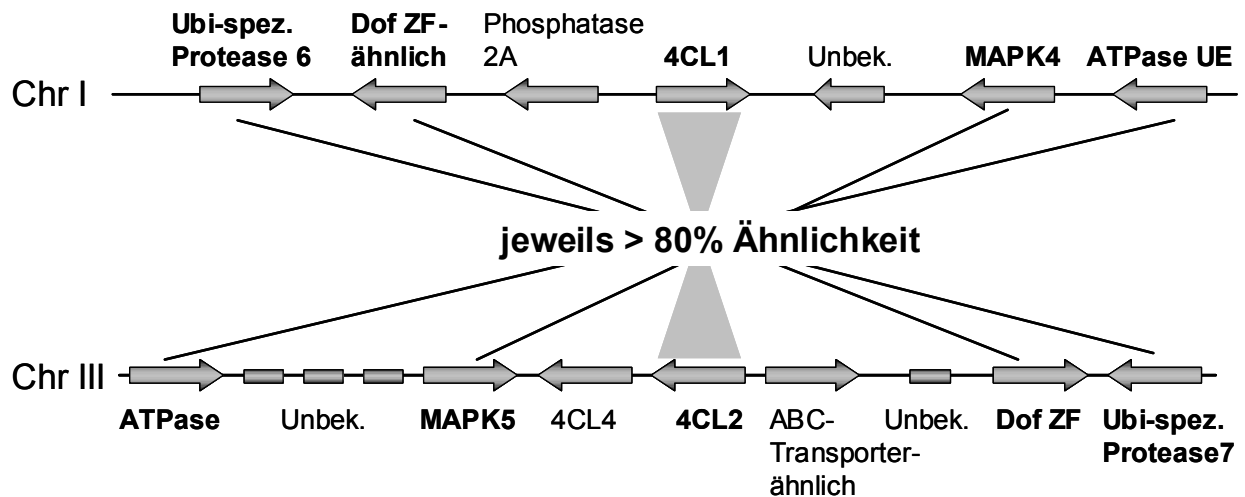 Ubi-spez.
Protease 6
Dof ZF-
ähnlich
Phosphatase
2A
4CL1
Unbek.
MAPK4
ATPase UE
Chr I
jeweils > 80% Ähnlichkeit
Chr III
ATPase
Unbek.
MAPK5
4CL4
4CL2
ABC-
Transporter-
ähnlich
Unbek.
Dof ZF
Ubi-spez.
Protease7